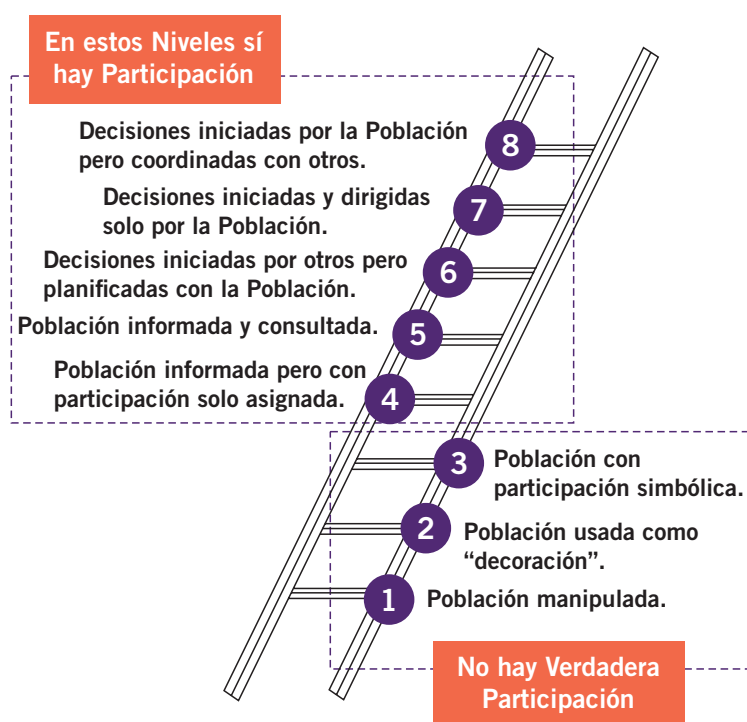 En estos Niveles sí
hay Participación
Decisiones iniciadas por la Población
pero coordinadas con otros.
8
Decisiones iniciadas y dirigidas
solo por la Población.
7
Decisiones iniciadas por otros pero
planificadas con la Población.
6
Población informada y consultada.
5
Población informada pero con
participación solo asignada.
4
3
Población con
participación simbólica.
2
Población usada como
“decoración”.
1
Población manipulada.
No hay Verdadera
Participación